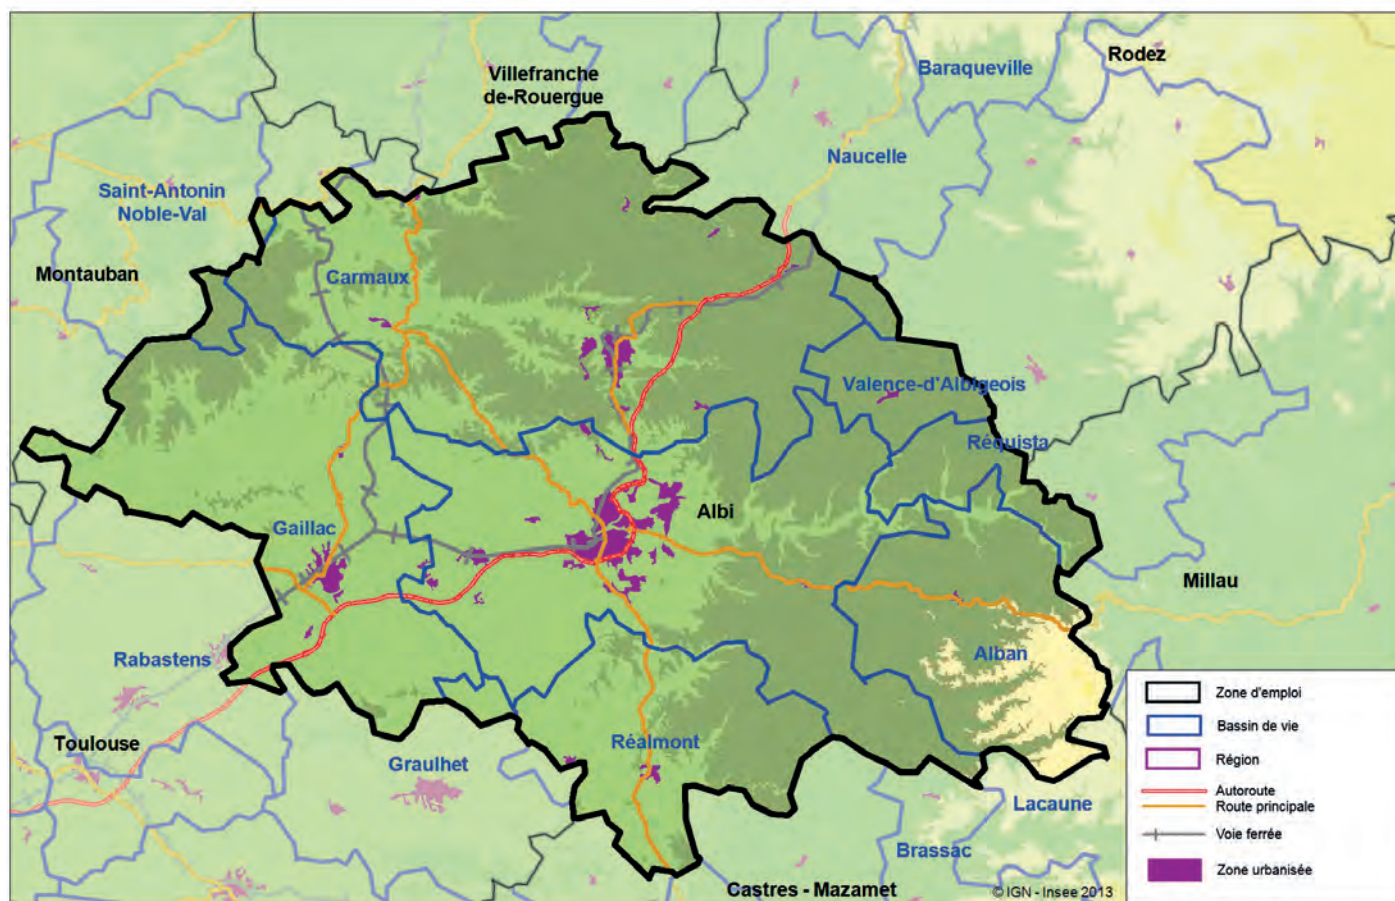 Rodez
Baraqueville
Villefranche
de-Rouergue
Naucelle
Saint-Antonin
Noble-Val
Montauban
Carmaux
Valence-d'Albigeois
Réquista
Albi
Gaillac
Millau
Rabastens
Alban
Toulouse
Réalmont
Graulhet
Lacaune
Brassac
Castres - Mazamet
Zone d'emploi
Bassin de vie
Région
Autoroute
Route principale
Voie ferrée
Zone urbanisée
© IGN - Insee 2013